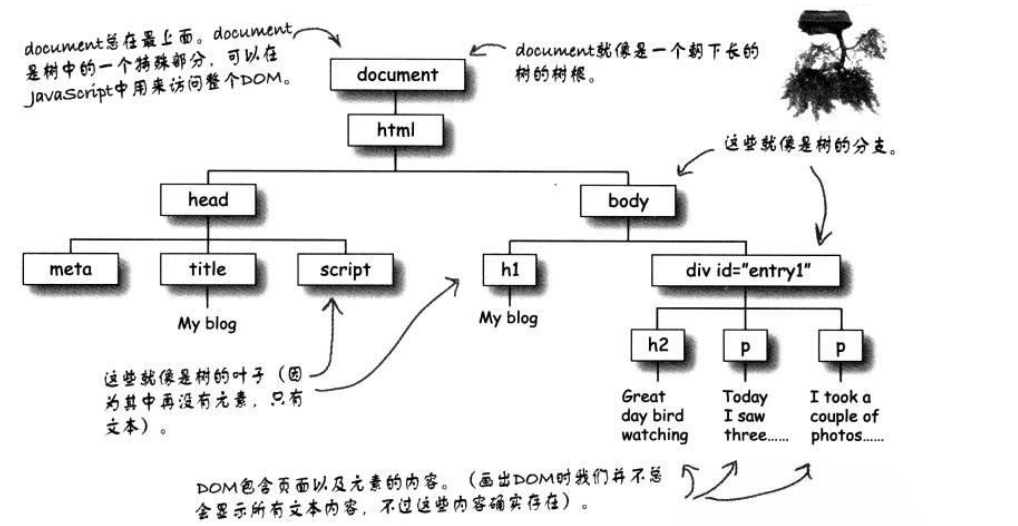 document总在最上面。document
是树中的一个特殊部分，可以在
JavaScript中用来访问整个DOM。
document就像是一个朝下长的
树的树根。
document
html
这些就像是树的分支。
head
body
meta
title
script
h1
div id="entry1"
My blog
My blog
h2
p
p
这些就像是树的叶子（因
为其中再没有元素，只有
文本）。
Great
day bird
watching
Today
I saw
three……
I took a
couple of
photos……
DOM包含页面以及元素的内容。（画出DOM时我们并不总
会显示所有文本内容，不过这些内容确实存在）。